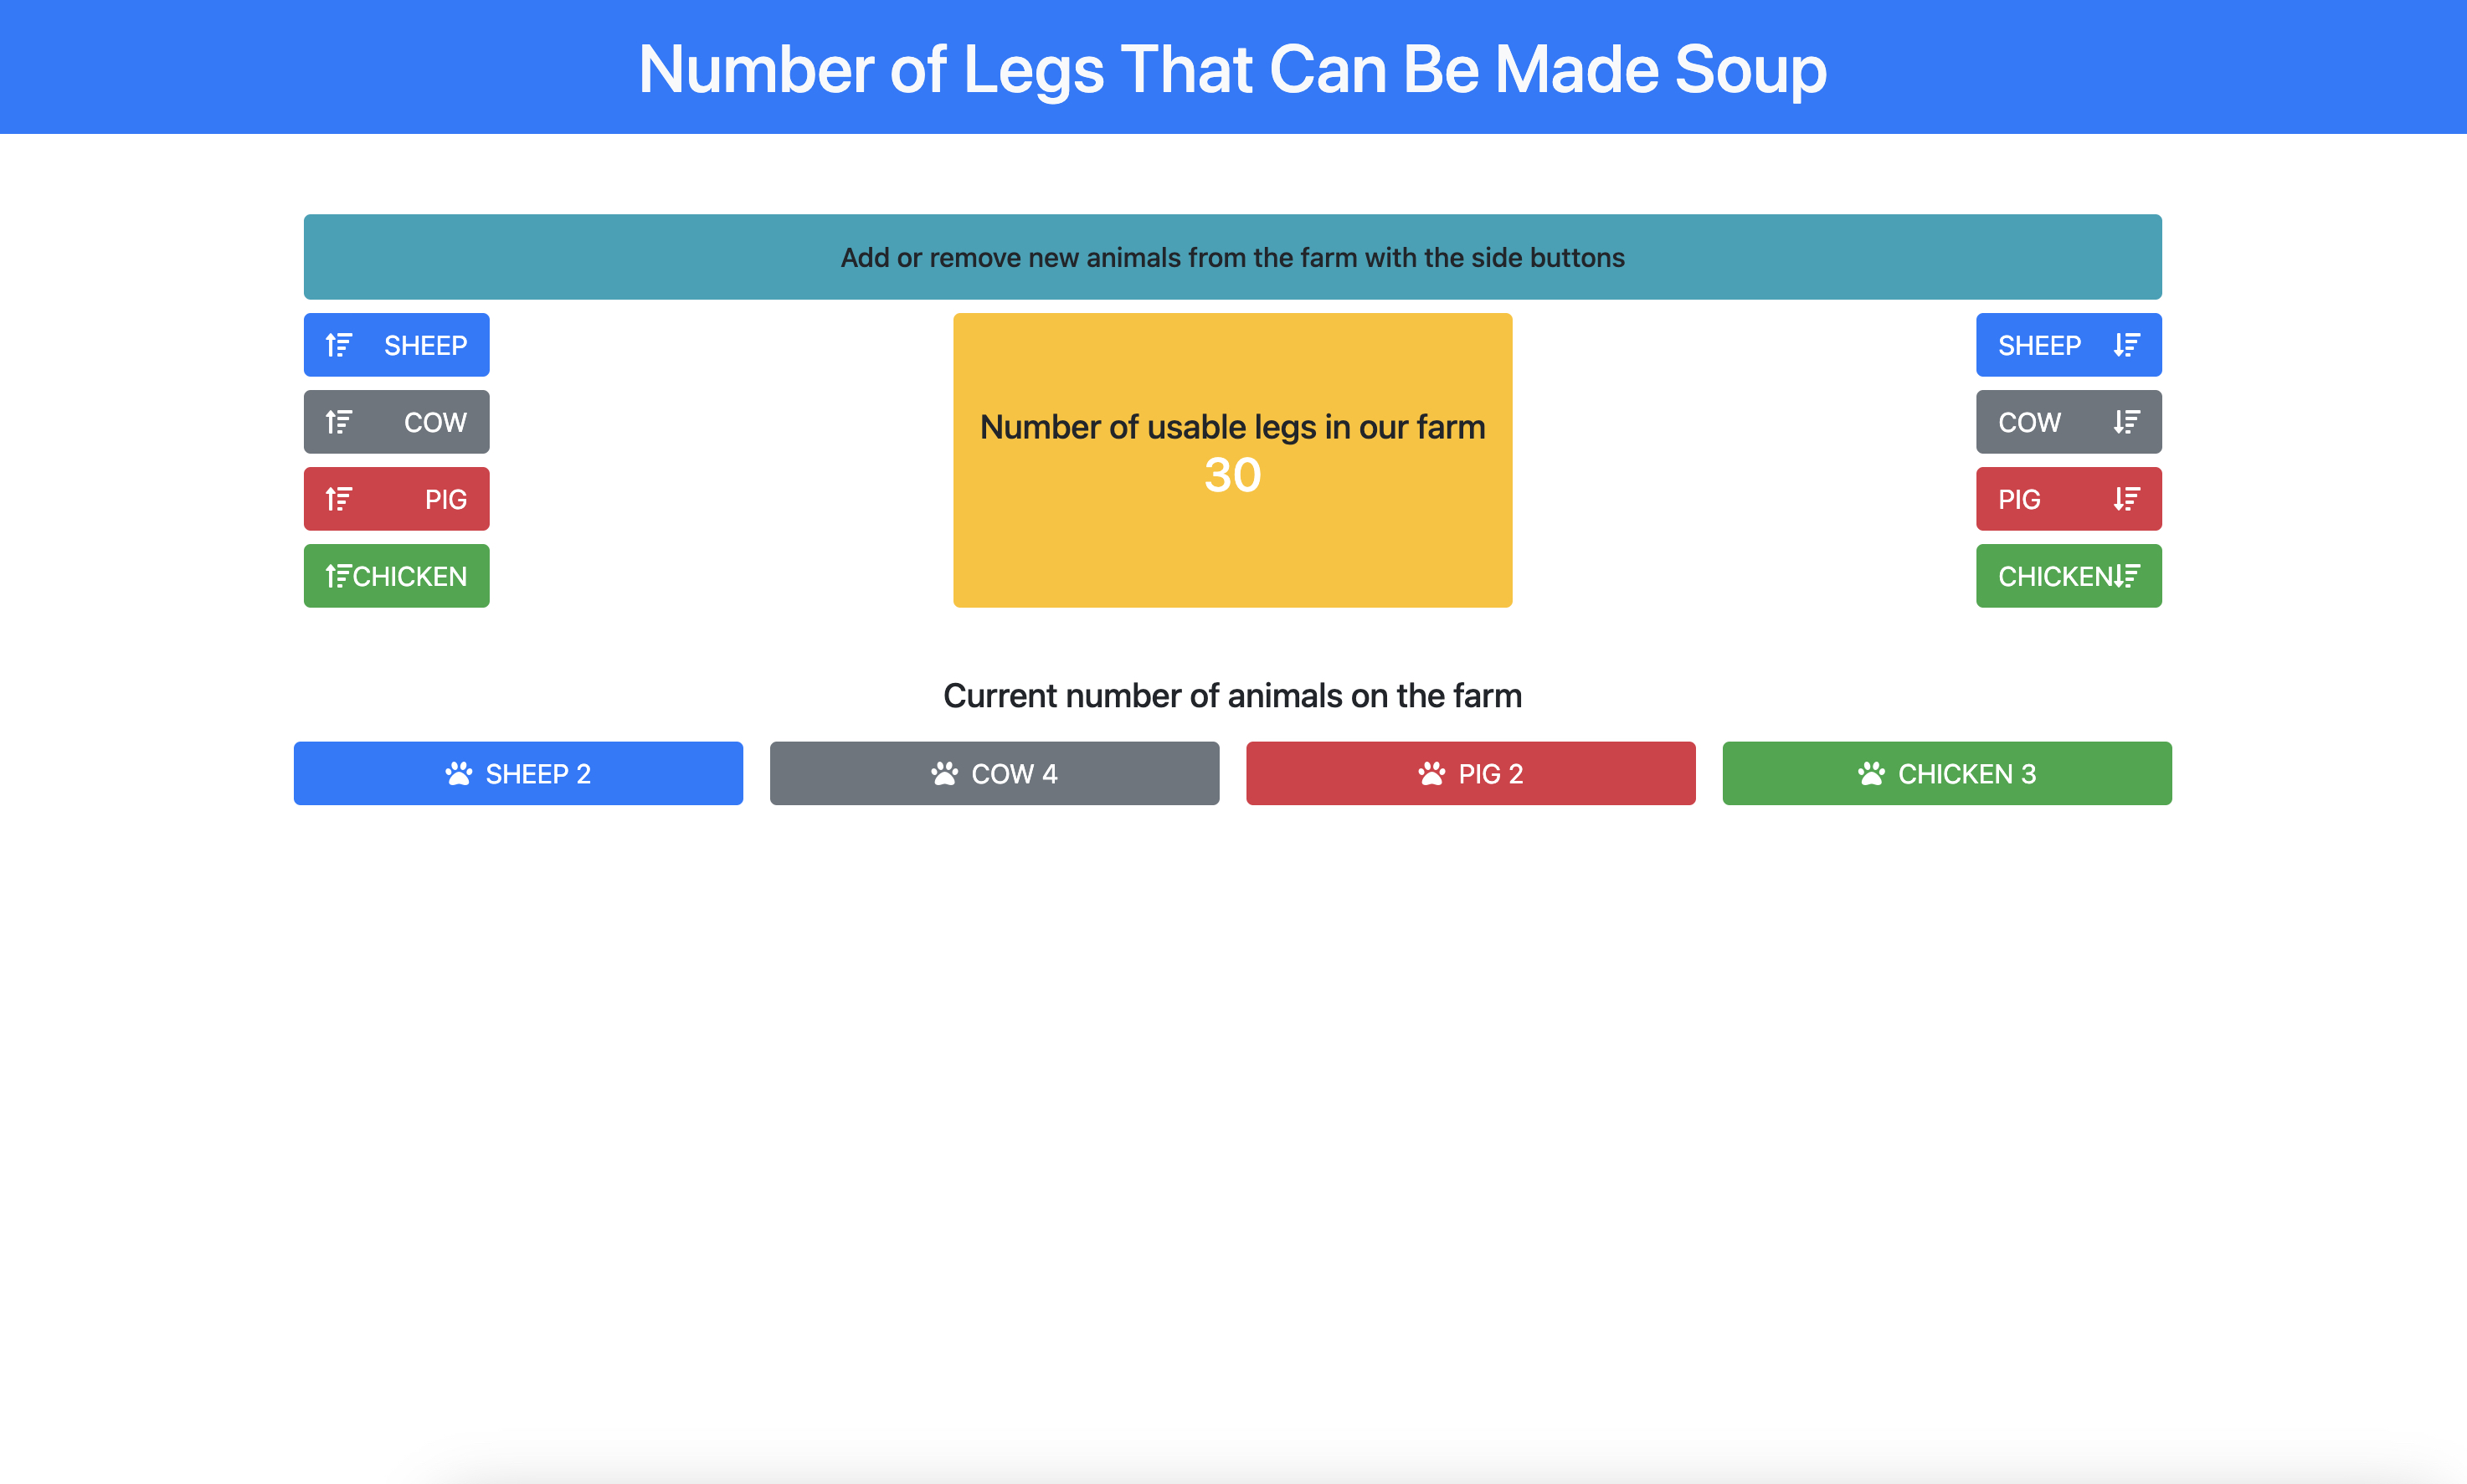 Number of Legs That Can Be Made Soup
Add or remove new animals from the farm with the side buttons
SHEEP
COW
PIG
CHICKEN
Number of usable legs in our farm
30
SHEEP
COW
PIG
CHICKEN
Current number of animals on the farm
SHEEP 2
COW 4
PIG 2
CHICKEN 3